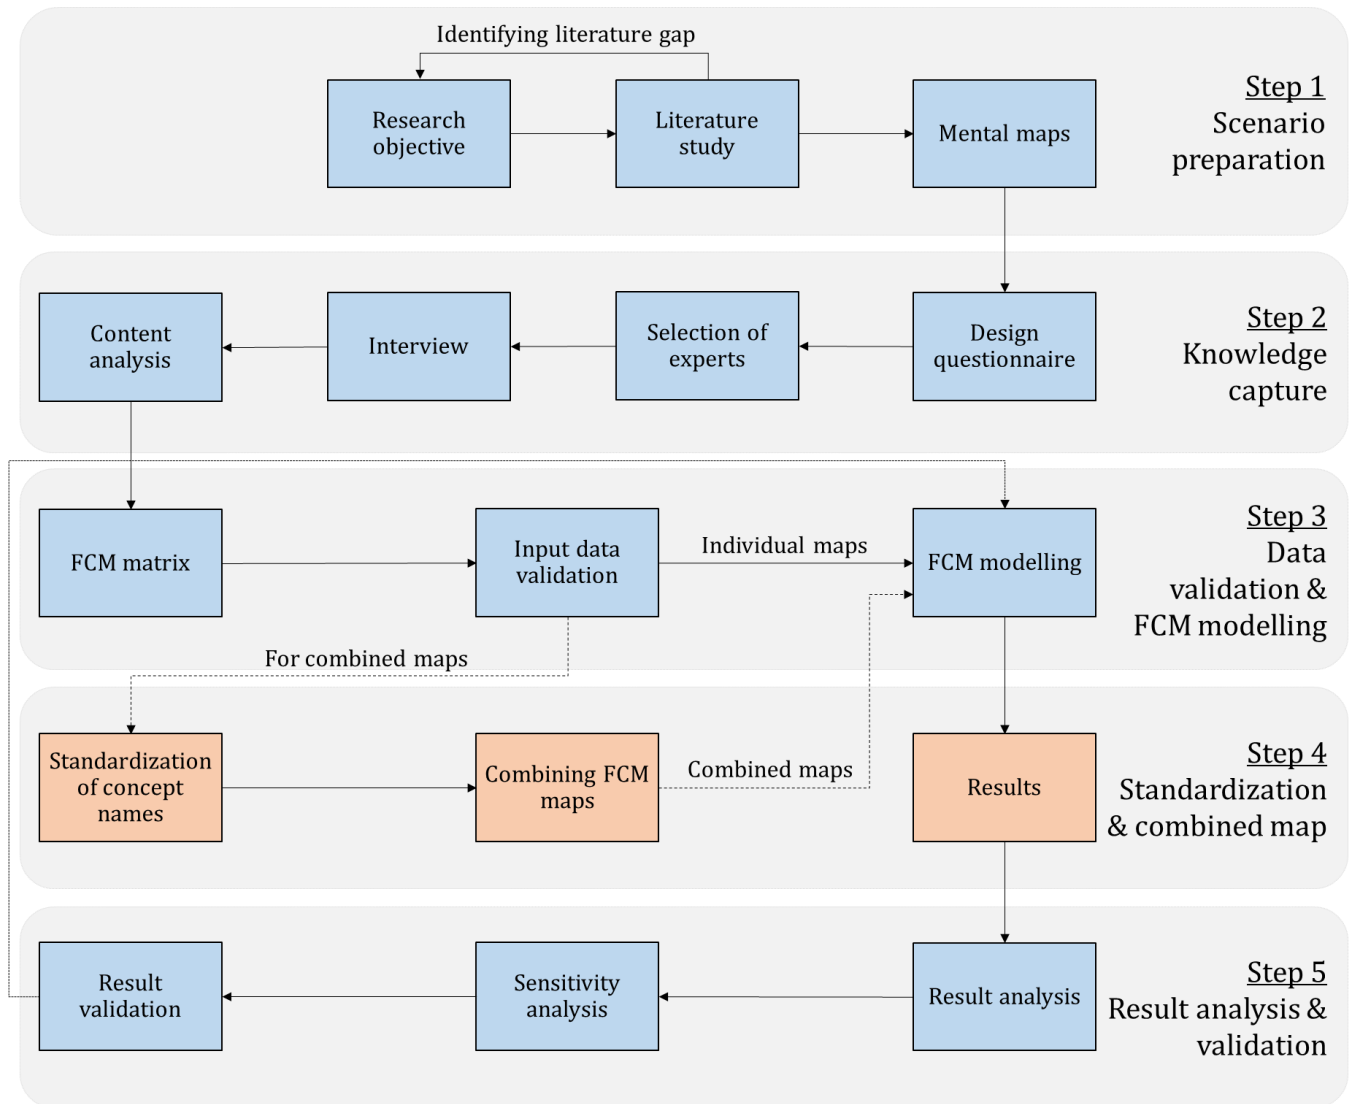 Identifying literature gap
Research
objective
Literature
study
Mental maps
Step 1
Scenario
preparation
Content
analysis
Interview
Selection of
experts
Design
questionnaire
Step 2
Knowledge
capture
FCM matrix
Input data
validation
Individual maps
FCM modelling
Step 3
Data
validation &
FCM modelling
For combined maps
Standardization
of concept
names
Combining FCM
maps
Combined maps
Results
Step 4
Standardization
& combined map
Result
validation
Sensitivity
analysis
Result analysis
Step 5
Result analysis &
validation